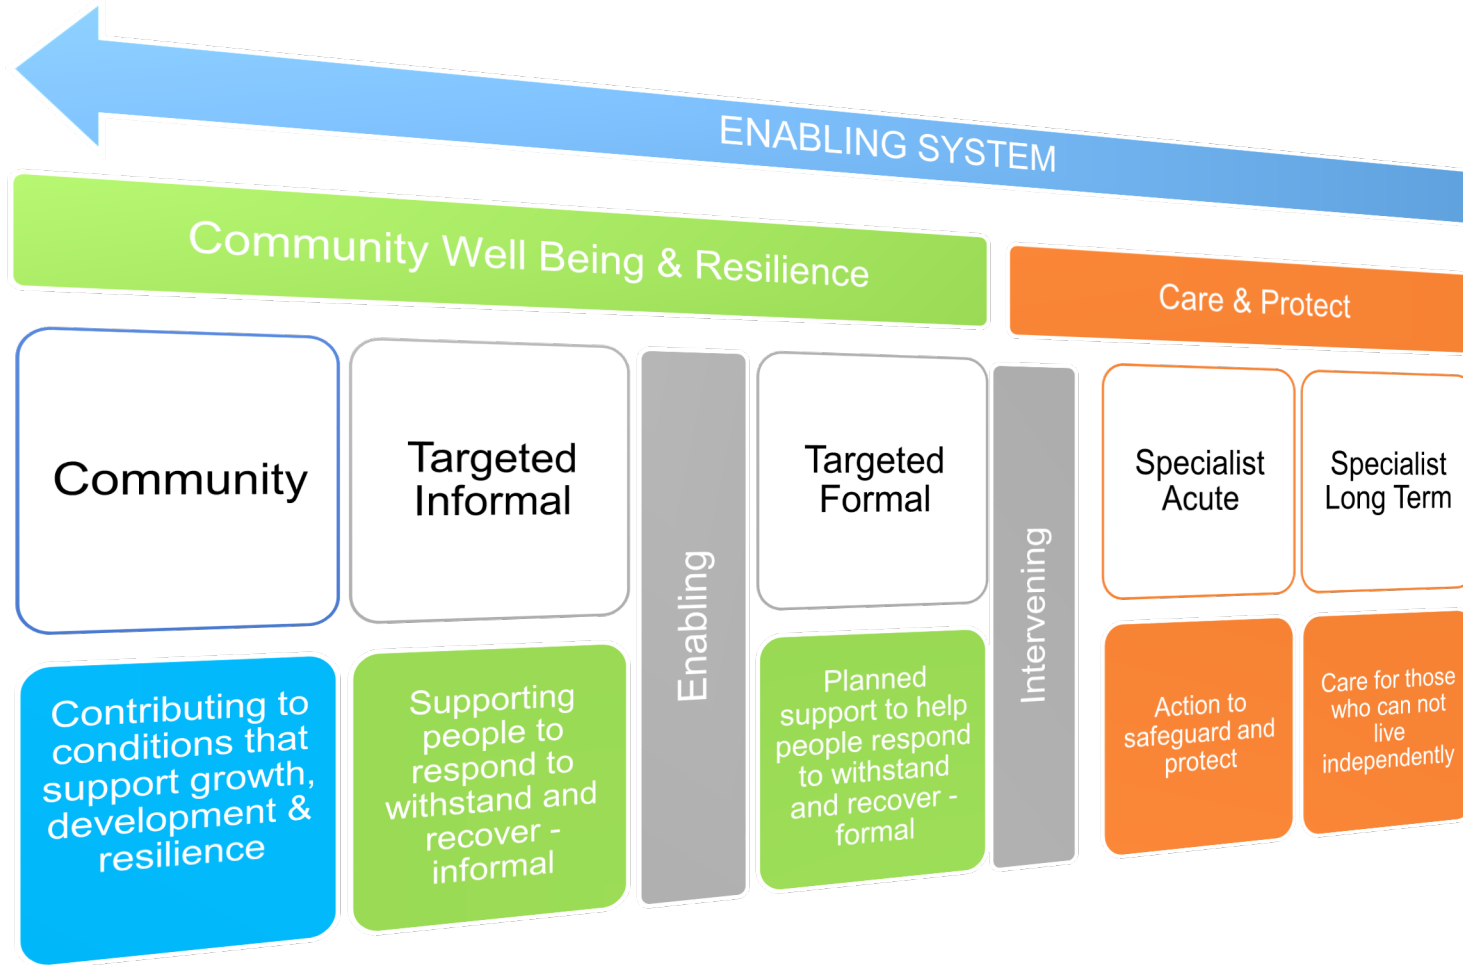 ENABLING SYSTEM
Community Well Being & Resilience
Care & Protect
Community
Targeted
Informal
Enabling
Targeted
Formal
Intervening
Specialist
Acute
Specialist
Long Term
Contributing to
conditions that
support growth,
development &
resilience
Supporting
people to
respond to
withstand and
recover -
informal
Planned
support to help
people respond
to withstand
and recover -
formal
Action to
safeguard and
protect
Care for those
who can not
live
independently